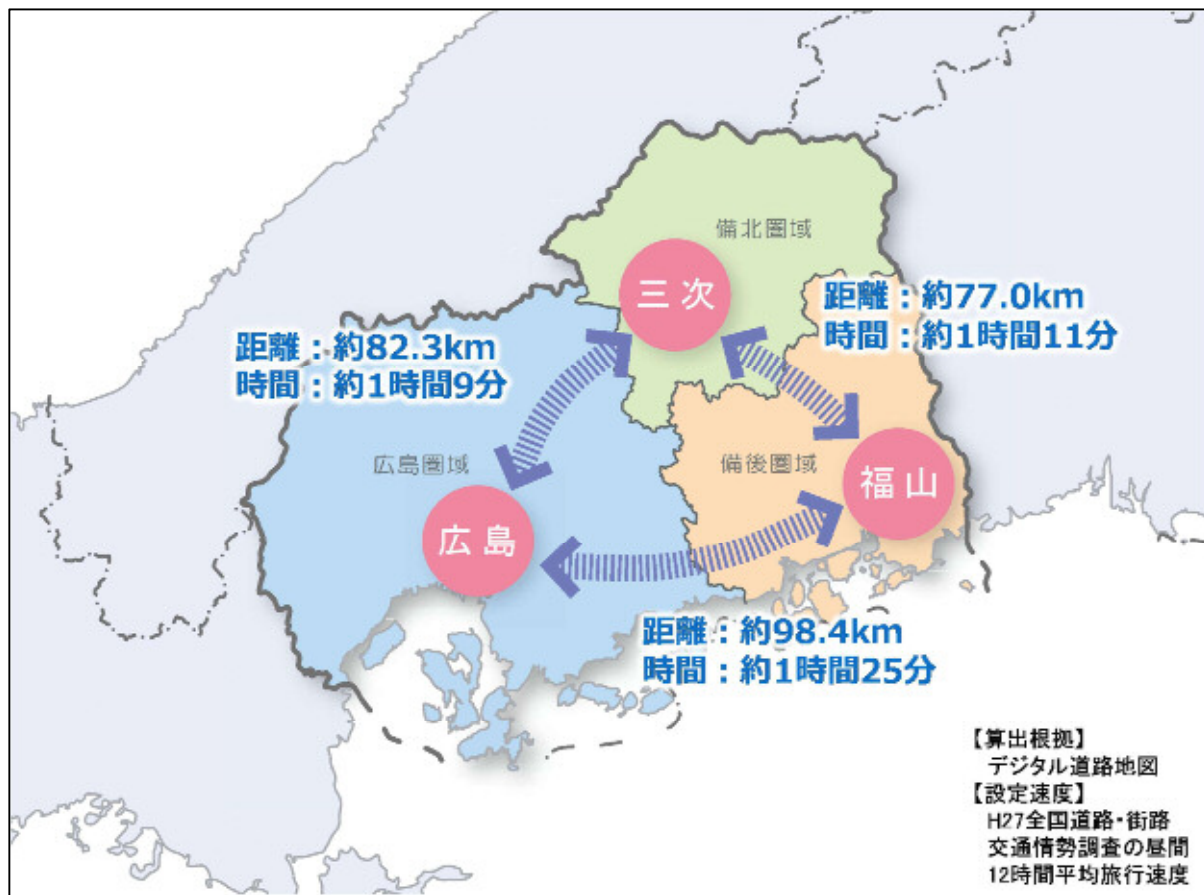 備北圏域
三次
距離：約77.0km
時間：約1時間11分
距離：約82.3km
時間：約1時間9分
広島圏域
備後圏域
福山
広島
距離：約98.4km
時間：約1時間25分
【算出根拠】
デジタル道路地図
【設定速度】
H27全国道路・街路
交通情勢調査の昼間
12時間平均旅行速度